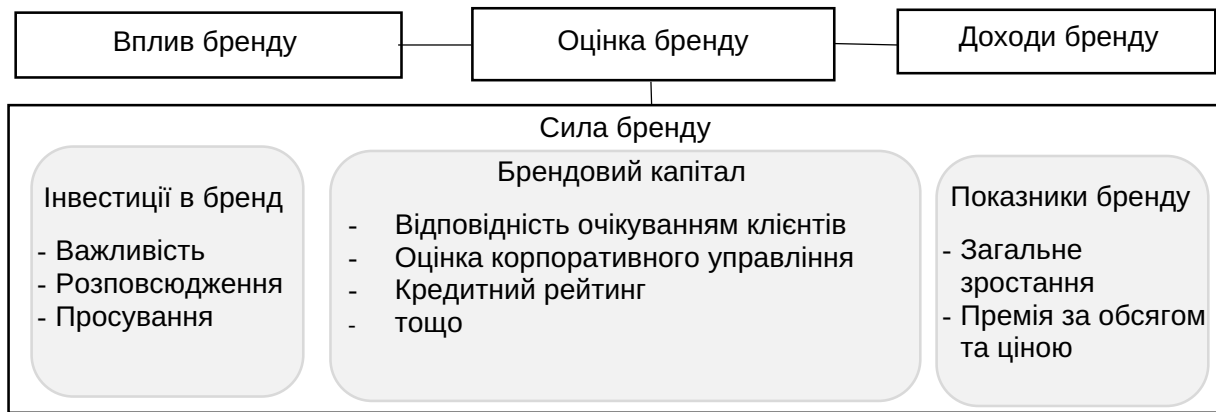 Вплив бренду
Оцінка бренду
Доходи бренду
Сила бренду
Інвестиції в бренд
- Важливість
- Розповсюдження
- Просування
Брендовий капітал
- Відповідність очікуванням клієнтів
- Оцінка корпоративного управління
- Кредитний рейтинг
- тощо
Показники бренду
- Загальне
зростання
- Премія за обсягом
та ціною